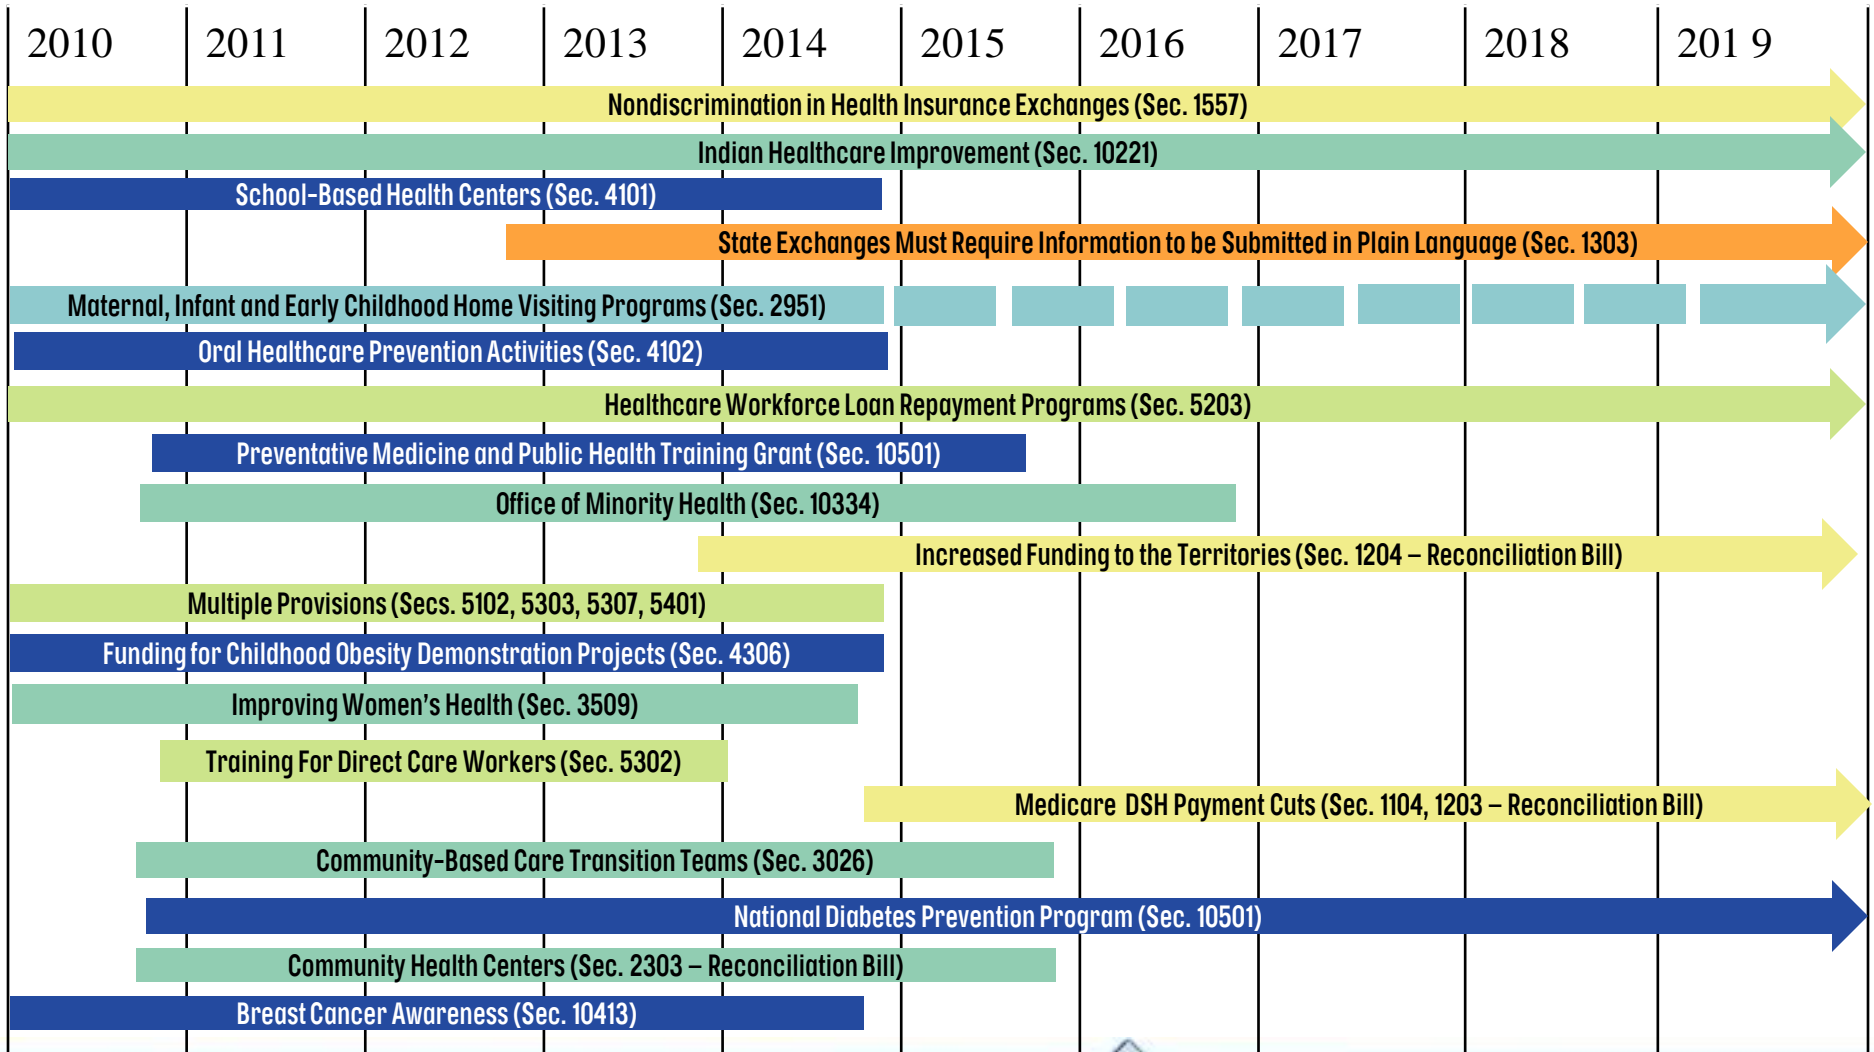 2010 2011 2012 2013 2014 2015 2016 2017 2018 201 9
Nondiscrimination in Health Insurance Exchanges (Sec. 1557)
Indian Healthcare Improvement (Sec. 10221)
School-Based Health Centers (Sec. 4101)
State Exchanges Must Require Information to be Submitted in Plain Language (Sec. 1303)
Maternal, Infant and Early Childhood Home Visiting Programs (Sec. 2951)
Oral Healthcare Prevention Activities (Sec. 4102)
Healthcare Workforce Loan Repayment Programs (Sec. 5203)
Preventative Medicine and Public Health Training Grant (Sec. 10501)
Office of Minority Health (Sec. 10334)
Increased Funding to the Territories (Sec. 1204 – Reconciliation Bill)
Multiple Provisions (Secs. 5102, 5303, 5307, 5401)
Funding for Childhood Obesity Demonstration Projects (Sec. 4306)
Improving Women's Health (Sec. 3509)
Training For Direct Care Workers (Sec. 5302)
Medicare DSH Payment Cuts (Sec. 1104, 1203 – Reconciliation Bill)
Community-Based Care Transition Teams (Sec. 3026)
National Diabetes Prevention Program (Sec. 10501)
Community Health Centers (Sec. 2303 – Reconciliation Bill)
Breast Cancer Awareness (Sec. 10413)